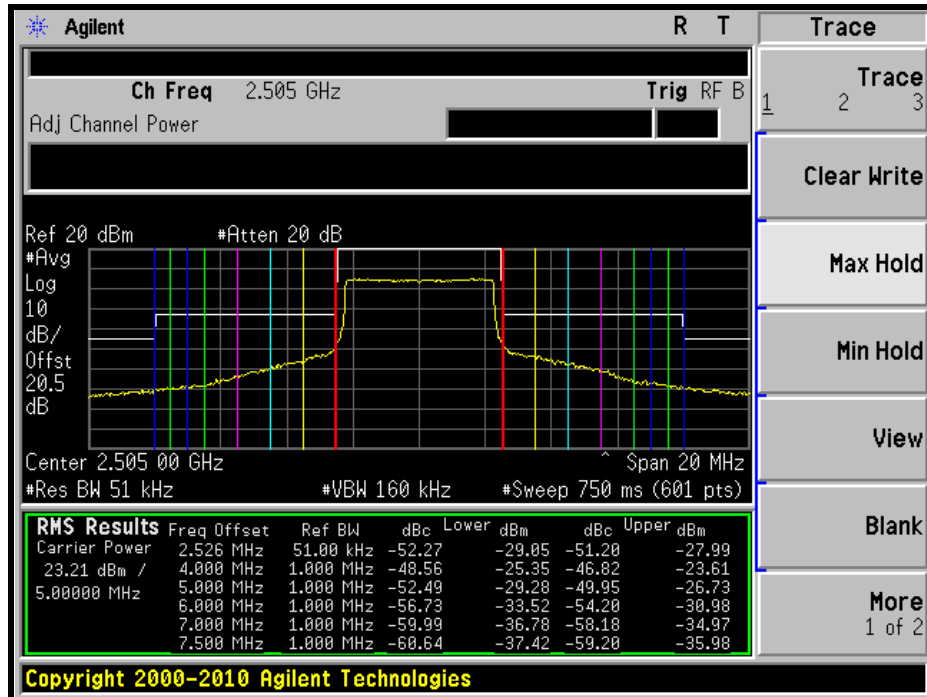 Agilent R T Trace
Ch Freq 2.505 GHz Trig RF B
Adj Channel Power
Trace
1 2 3
Clear Write
Max Hold
Min Hold
View
Blank
More
1 of 2
Ref 20 dBm #Atten 20 dB
#Avg
Log
10
dB/
Offst
20.5
dB
Center 2.505 00 GHz ^ Span 20 MHz
#Res BW 51 kHz #VBW 160 kHz #Sweep 750 ms (601 pts)
RMS Results Freq Offset Ref BW dBc Lower dBm dBc Upper dBm
Carrier Power 2.526 MHz 51.00 kHz -52.27 -29.05 -51.20 -27.99
23.21 dBm / 4.000 MHz 1.000 MHz -48.56 -25.35 -46.82 -23.61
5.00000 MHz 5.000 MHz 1.000 MHz -52.49 -29.28 -49.95 -26.73
6.000 MHz 1.000 MHz -56.73 -33.52 -54.20 -30.98
7.000 MHz 1.000 MHz -59.99 -36.78 -58.18 -34.97
7.500 MHz 1.000 MHz -60.64 -37.42 -59.20 -35.98
Copyright 2000-2010 Agilent Technologies